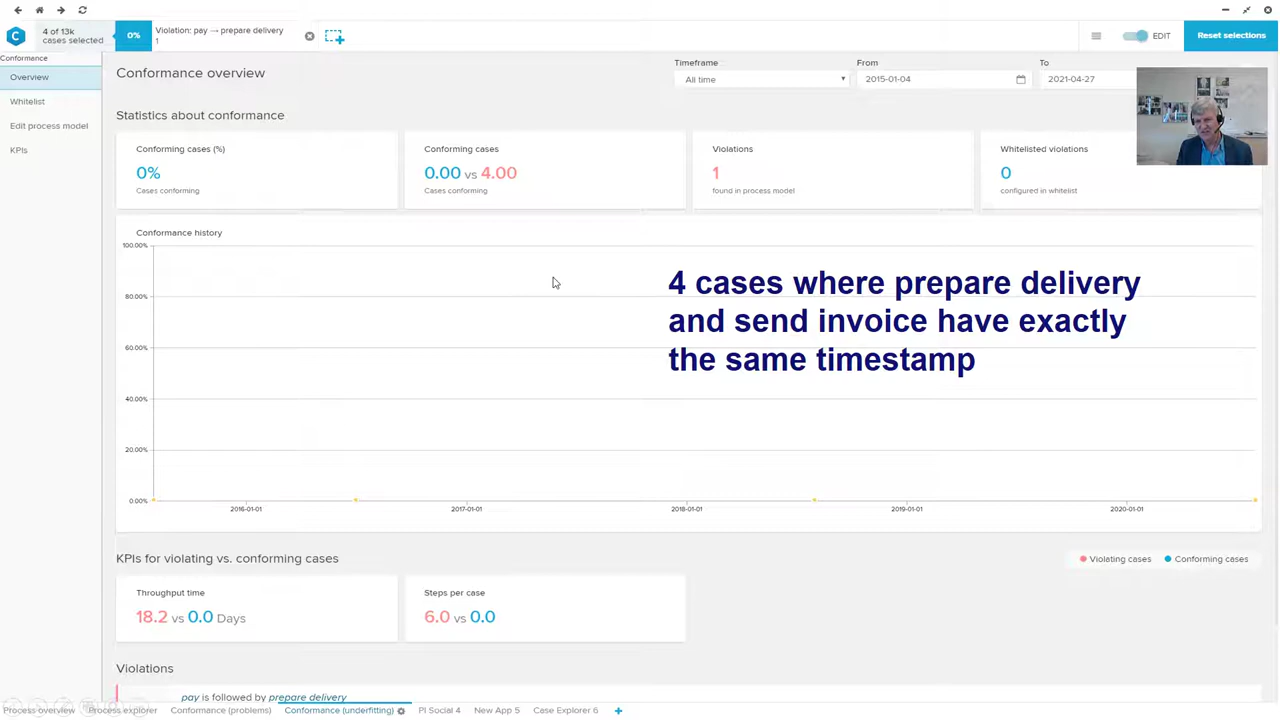 4 of 13k
cases selected
0%
Violation: pay → prepare delivery
1
EDIT
Reset selections
Conformance
Overview
Whitelist
Edit process model
KPIs
Conformance overview
Timeframe
All time
From
2015-01-04
To
2021-04-27
Statistics about conformance
Conforming cases (%)
0%
Cases conforming
Conforming cases
0.00 vs 4.00
Cases conforming
Violations
1
found in process model
Whitelisted violations
0
configured in whitelist
Conformance history
100.00%
80.00%
60.00%
40.00%
20.00%
0.00%
2016-01-01
2017-01-01
2018-01-01
2019-01-01
2020-01-01
4 cases where prepare delivery
and send invoice have exactly
the same timestamp
KPIs for violating vs. conforming cases
Violating cases
Conforming cases
Throughput time
18.2 vs 0.0 Days
Steps per case
6.0 vs 0.0
Violations
pay is followed by prepare delivery
Process overview
Process explorer
Conformance (problems)
Conformance (underfitting)
PI Social 4
New App 5
Case Explorer 6